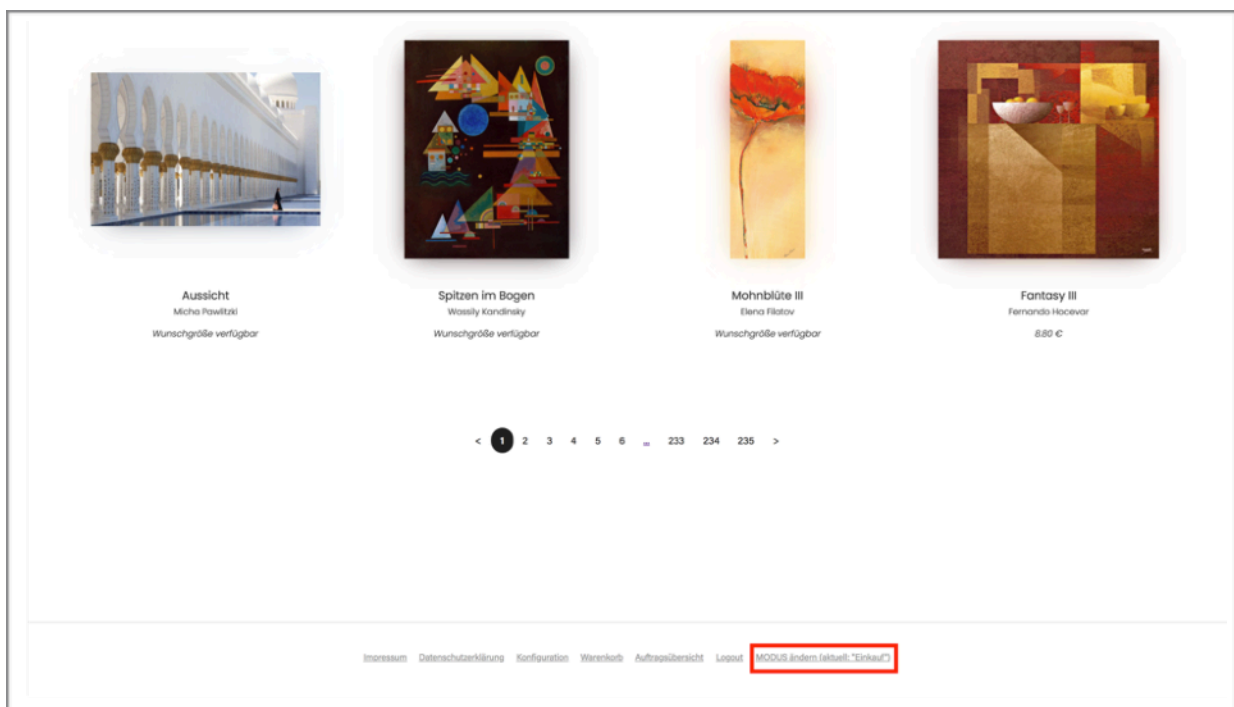 Aussicht
Micha Pawlitzki
Wunschgröße verfügbar
Spitzen im Bogen
Wassily Kandinsky
Wunschgröße verfügbar
Mohnblüte III
Elena Filatov
Wunschgröße verfügbar
Fantasy III
Fernando Hocevar
8.80 €
< 1 2 3 4 5 6 ... 233 234 235 >
Impressum Datenschutzerklärung Konfiguration Warenkorb Auftragsübersicht Logout MODUS ändern (aktuell: "Einkauf")